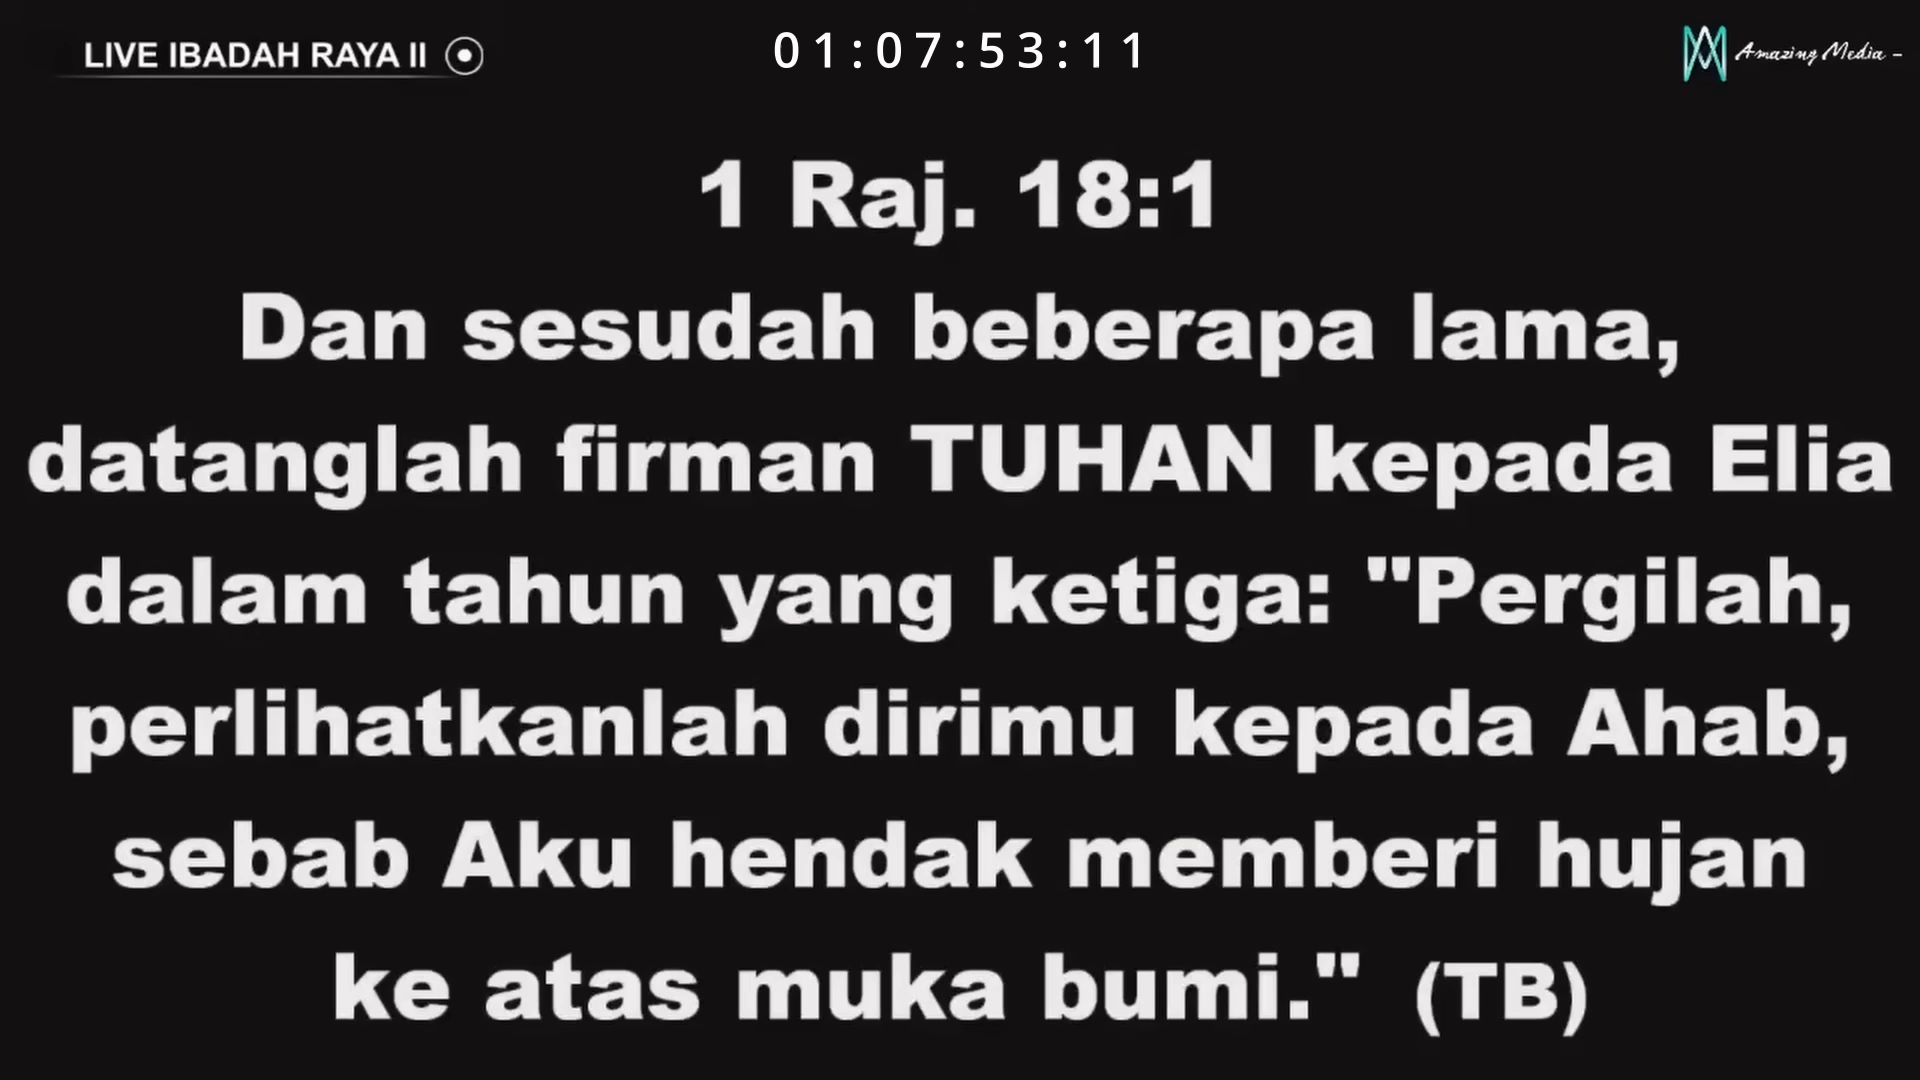 LIVE IBADAH RAYA II
01:07:53:11
Amazing Media -
1 Raj. 18:1
Dan sesudah beberapa lama,
datanglah firman TUHAN kepada Elia
dalam tahun yang ketiga: "Pergilah,
perlihatkanlah dirimu kepada Ahab,
sebab Aku hendak memberi hujan
ke atas muka bumi." (TB)